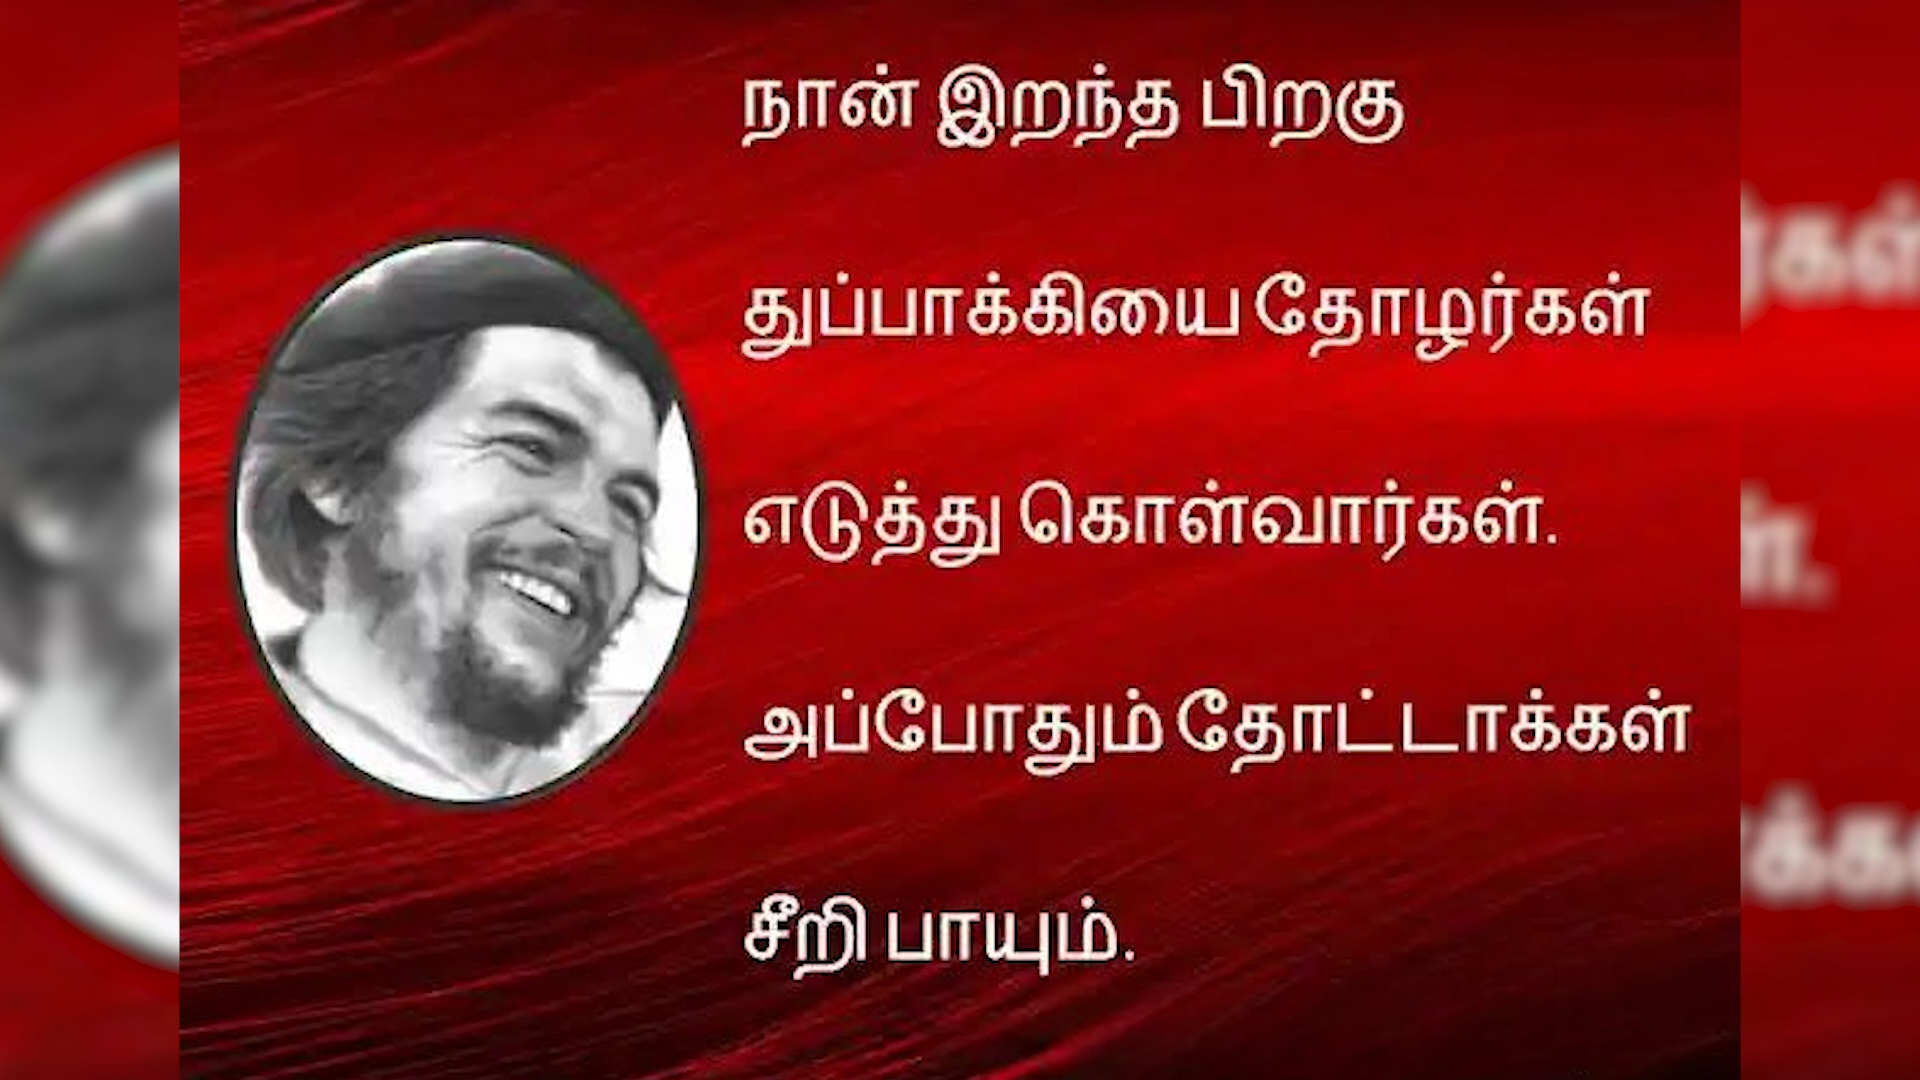 நான் இறந்த பிறகு
துப்பாக்கியை தோழர்கள்
எடுத்து கொள்வார்கள்.
அப்போதும் தோட்டாக்கள்
சீறி பாயும்.